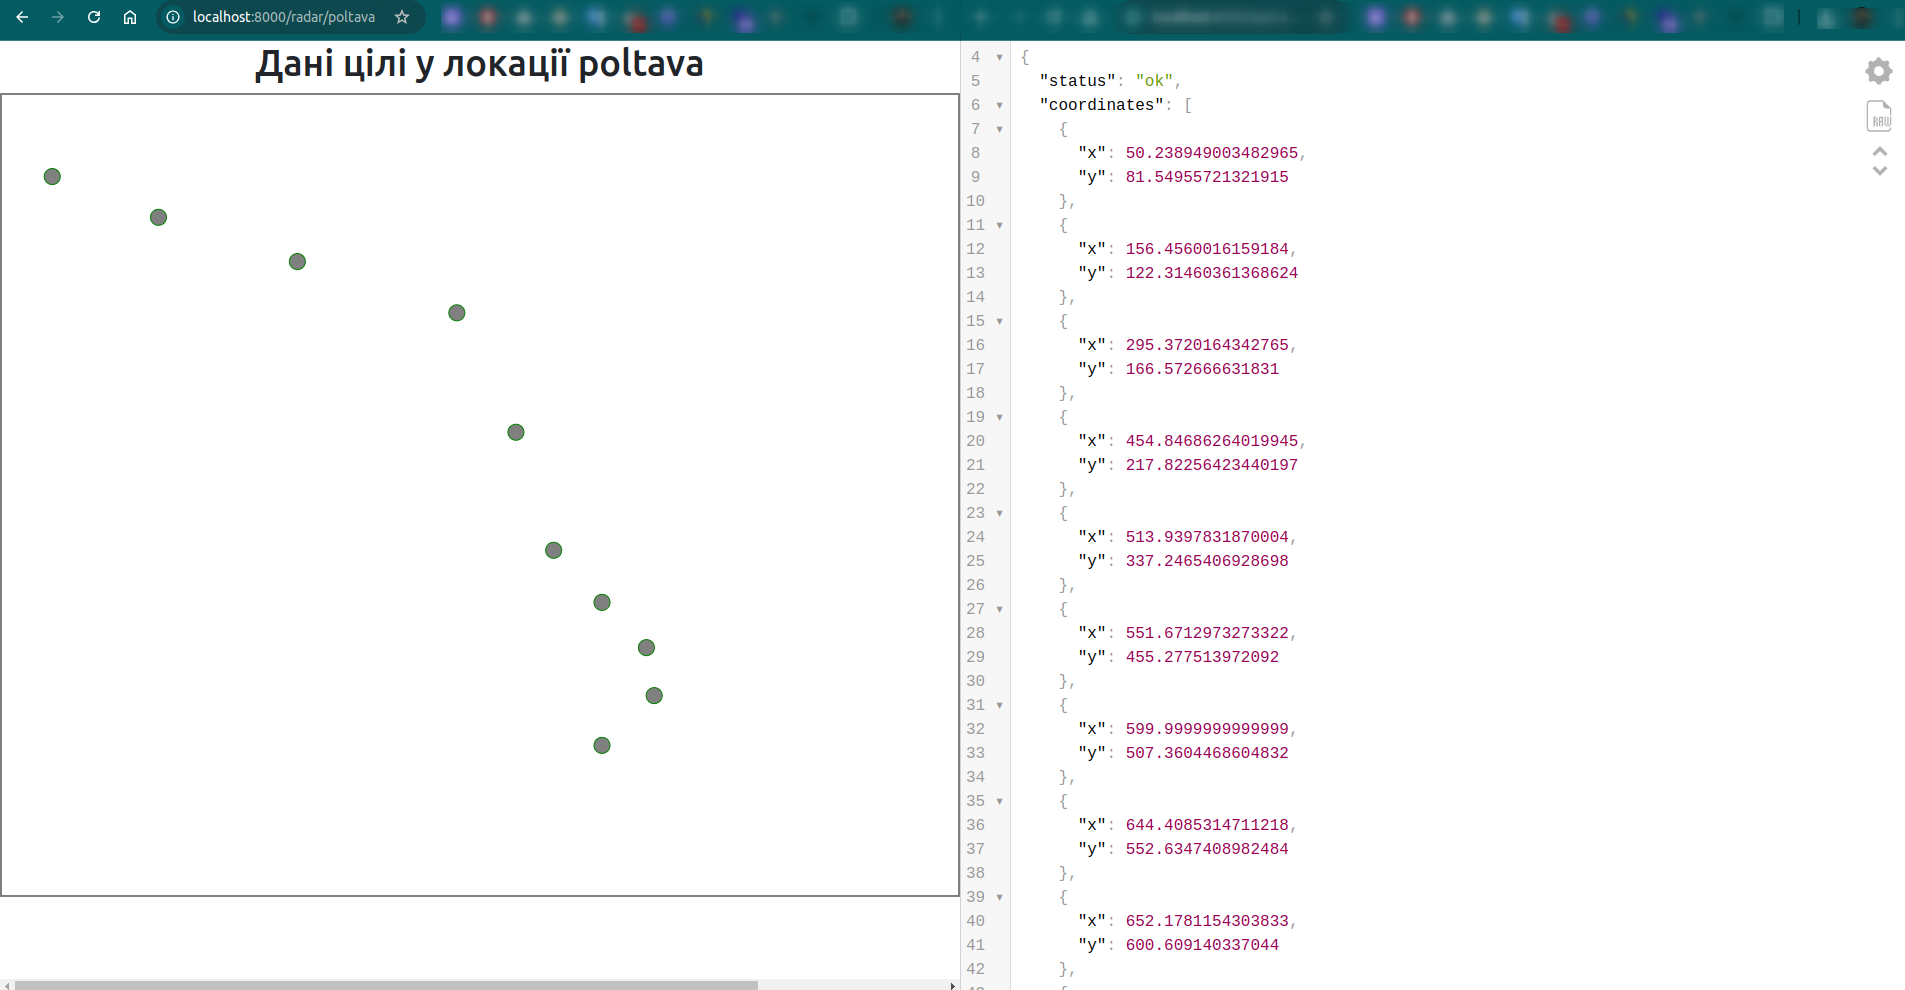 localhost:8000/radar/poltava
Дані цілі у локації poltava
4 {
5 "status": "ok",
6 "coordinates": [
7 {
8 "x": 50.238949003482965,
9 "y": 81.54955721321915
10 },
11 {
12 "x": 156.4560016159184,
13 "y": 122.31460361368624
14 },
15 {
16 "x": 295.3720164342765,
17 "y": 166.572666631831
18 },
19 {
20 "x": 454.84686264019945,
21 "y": 217.82256423440197
22 },
23 {
24 "x": 513.9397831870004,
25 "y": 337.2465406928698
26 },
27 {
28 "x": 551.6712973273322,
29 "y": 455.277513972092
30 },
31 {
32 "x": 599.9999999999999,
33 "y": 507.3604468604832
34 },
35 {
36 "x": 644.4085314711218,
37 "y": 552.6347408982484
38 },
39 {
40 "x": 652.1781154303833,
41 "y": 600.609140337044
42 },
RAW